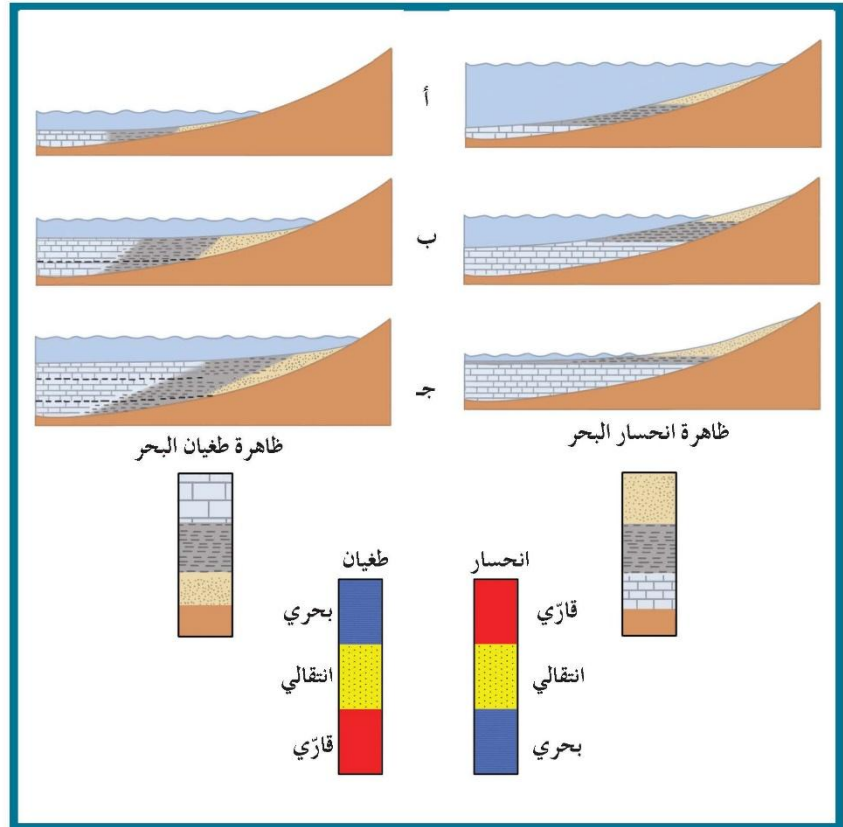 أ
ب
جـ
ظاهرة انحسار البحر
ظاهرة طغيان البحر
انحسار
طغيان
قارّي
بحري
انتقالي
انتقالي
بحري
قارّي